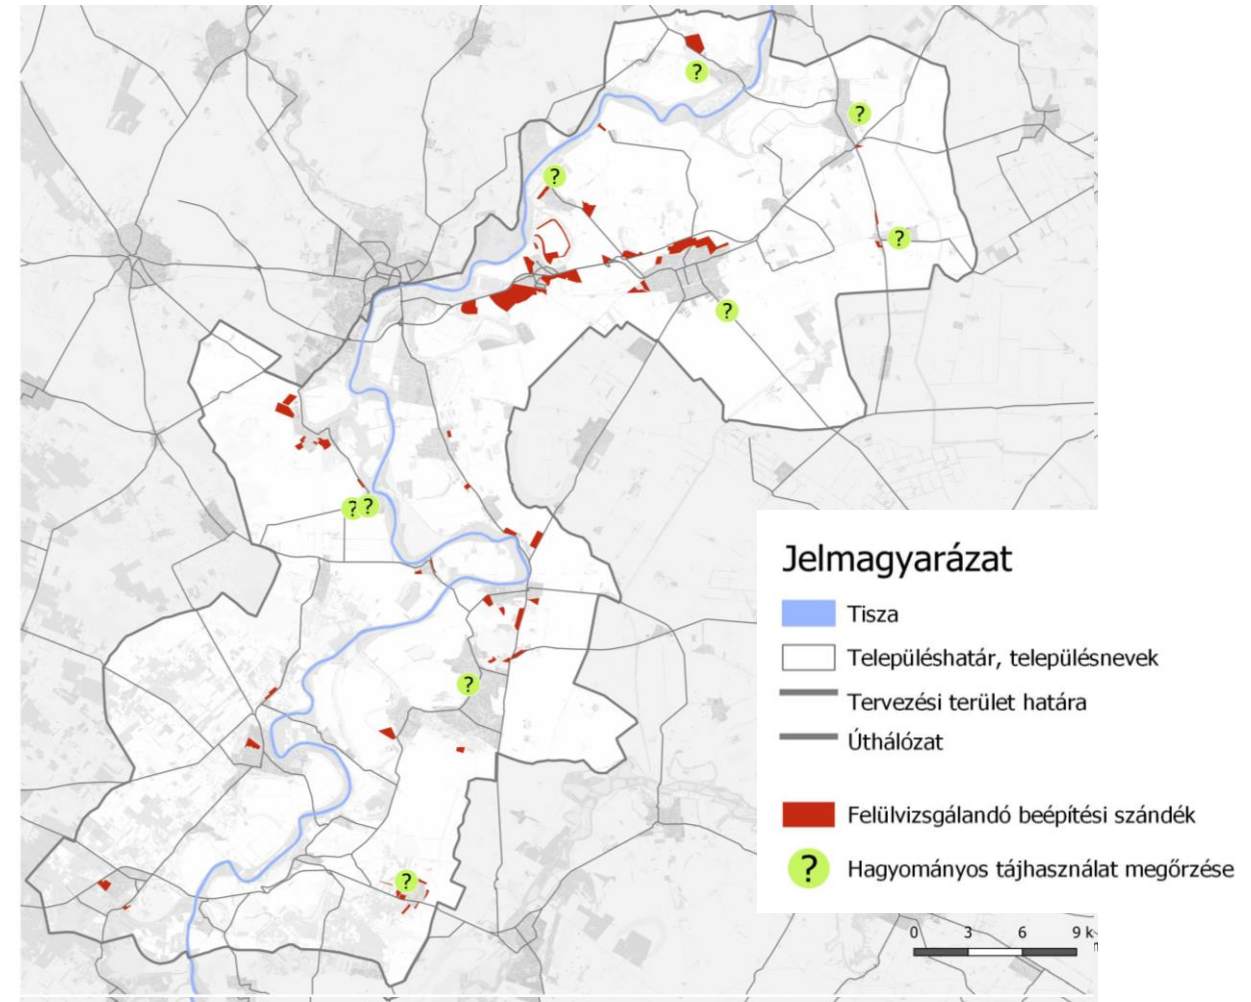 ?
?
?
?
?
? ?
?
?
Jelmagyarázat
Tisza
Településhatár, településnevek
Tervezési terület határa
Úthálózat
Felülvizsgálandó beépítési szándék
? Hagyományos tájhasználat megőrzése
0 3 6 9 k